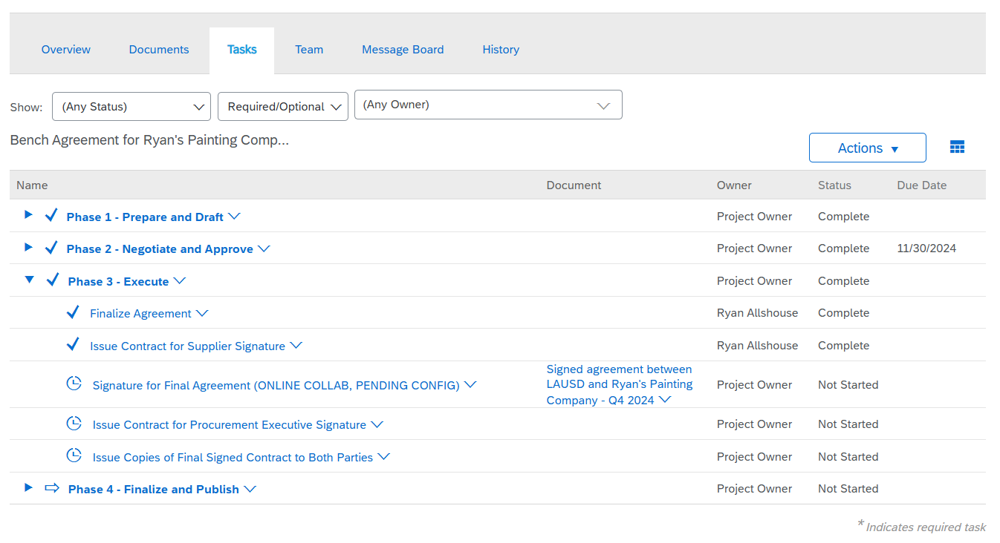 Overview Documents Tasks Team Message Board History
Show: (Any Status) Required/Optional (Any Owner)
Bench Agreement for Ryan's Painting Comp...
Actions
Name Document Owner Status Due Date
Phase 1 - Prepare and Draft Project Owner Complete
Phase 2 - Negotiate and Approve Project Owner Complete 11/30/2024
Phase 3 - Execute Project Owner Complete
Finalize Agreement Ryan Allshouse Complete
Issue Contract for Supplier Signature Ryan Allshouse Complete
Signed agreement between
Signature for Final Agreement (ONLINE COLLAB, PENDING CONFIG) LAUSD and Ryan's Painting Project Owner Not Started
Company - Q4 2024
Issue Contract for Procurement Executive Signature Project Owner Not Started
Issue Copies of Final Signed Contract to Both Parties Project Owner Not Started
Phase 4 - Finalize and Publish Project Owner Not Started
* Indicates required task